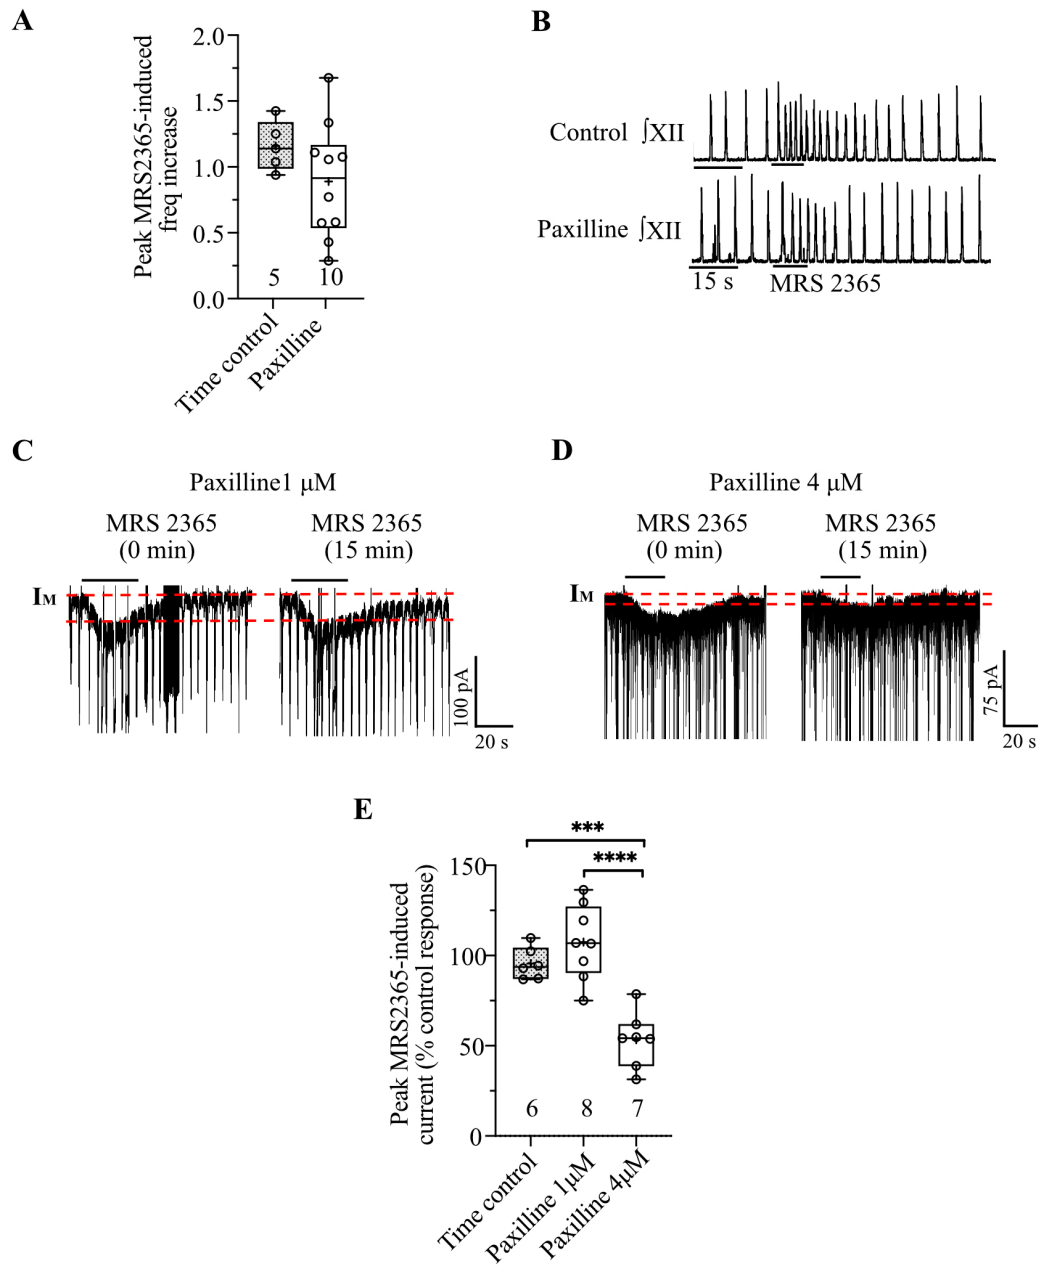 A
Peak MRS2365-induced
freq increase
2.0
1.5
1.0
0.5
0.0
5
10
Time control
Paxilline
B
Control ∫XII
Paxilline ∫XII
15 s
MRS 2365
C
Paxilline1 μM
MRS 2365
(0 min)
MRS 2365
(15 min)
IM
100 pA
20 s
D
Paxilline 4 μM
MRS 2365
(0 min)
MRS 2365
(15 min)
IM
75 pA
20 s
E
***
****
Peak MRS2365-induced
current (% control response)
150
100
50
0
6
8
7
Time control
Paxilline 1μM
Paxilline 4μM